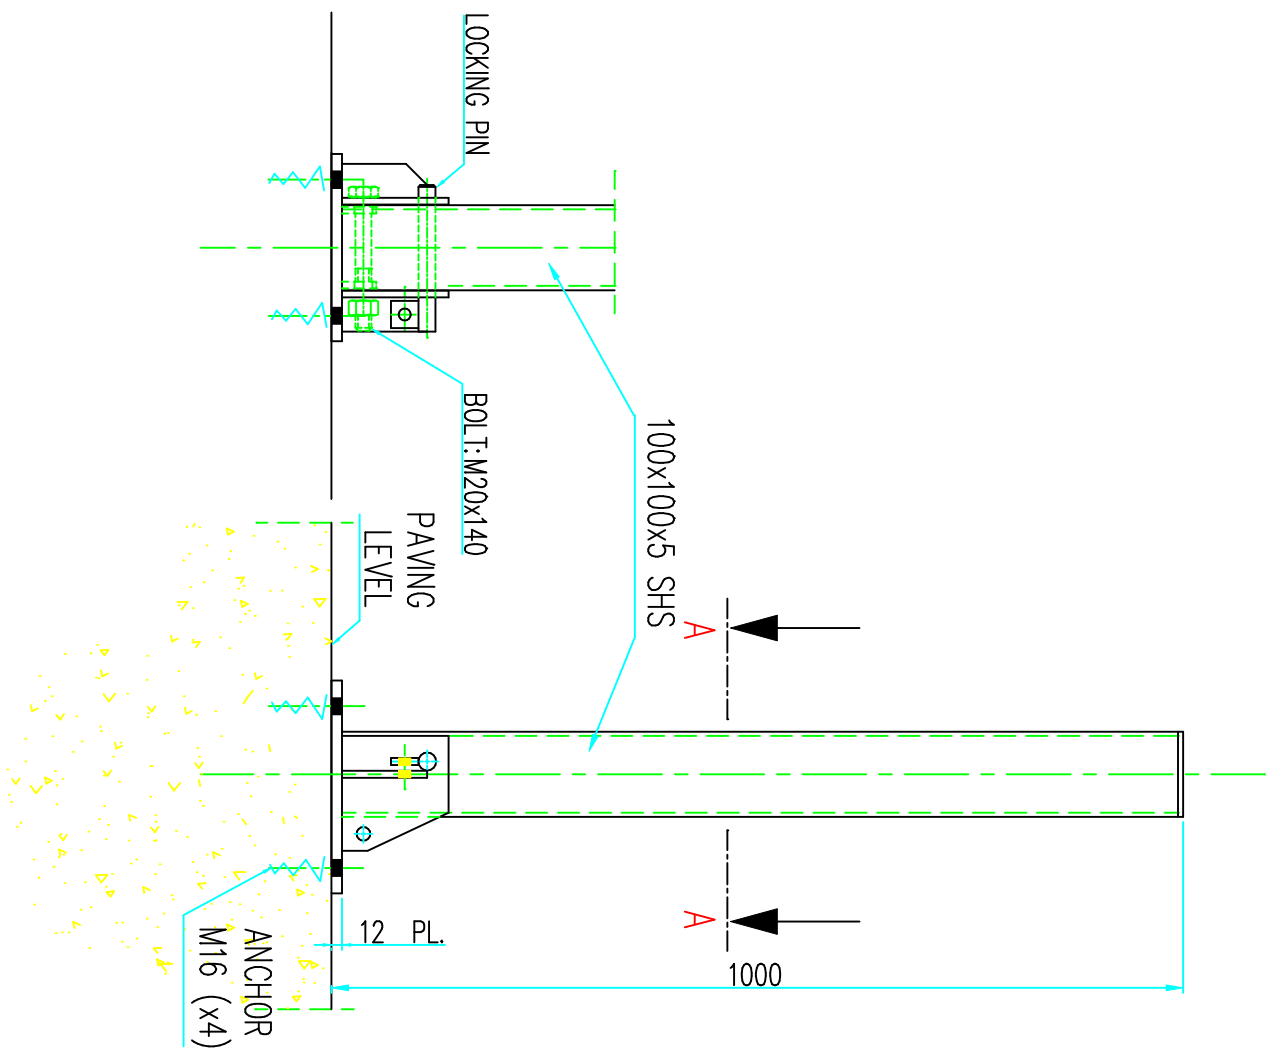 LOCKING PIN
BOLT:M20x140
100x100x5 SHS
PAVING
LEVEL
A
A
12 PL.
1000
ANCHOR
M16 (x4)